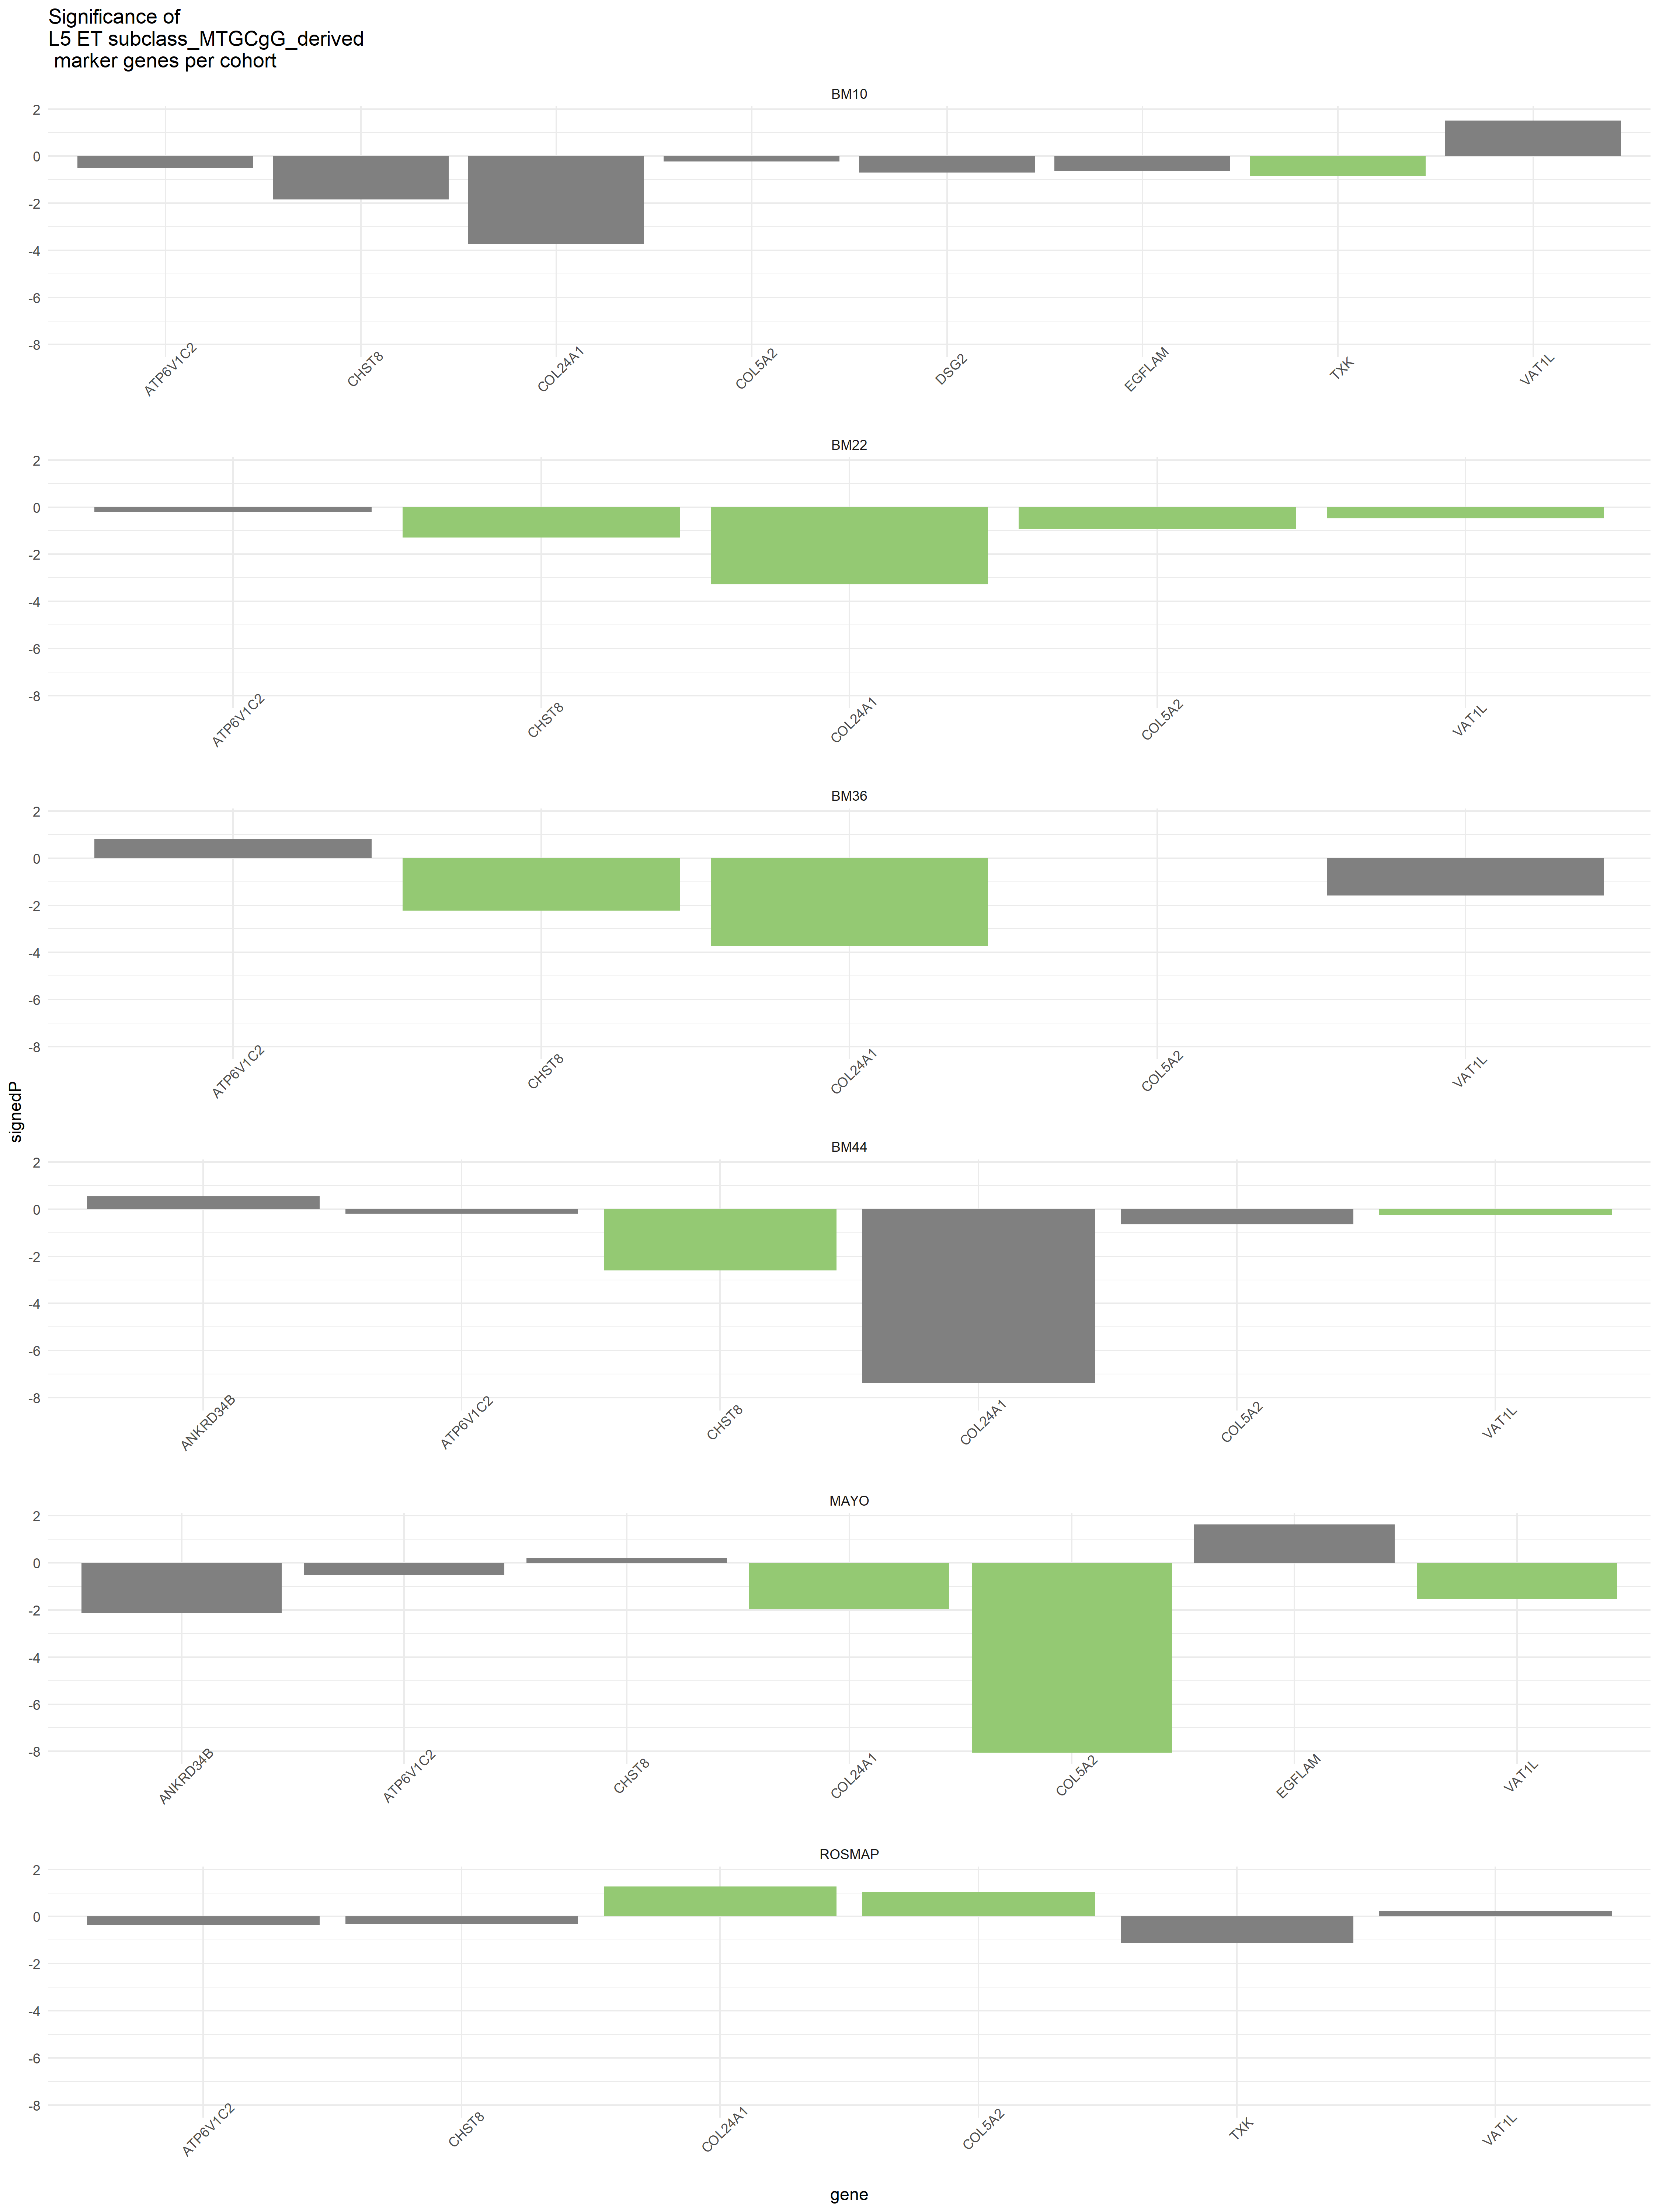 Significance of
L5 ET subclass_MTGCgG_derived
marker genes per cohort
BM10
2
0
-2
-4
-6
-8
ATP6V1C2 CHST8 COL24A1 COL5A2 DSG2 EGFLAM TXK VAT1L
BM22
2
0
-2
-4
-6
-8
ATP6V1C2 CHST8 COL24A1 COL5A2 VAT1L
BM36
2
0
-2
-4
-6
-8
ATP6V1C2 CHST8 COL24A1 COL5A2 VAT1L
signedP
BM44
2
0
-2
-4
-6
-8
ANKRD34B ATP6V1C2 CHST8 COL24A1 COL5A2 VAT1L
MAYO
2
0
-2
-4
-6
-8
ANKRD34B ATP6V1C2 CHST8 COL24A1 COL5A2 EGFLAM VAT1L
ROSMAP
2
0
-2
-4
-6
-8
ATP6V1C2 CHST8 COL24A1 COL5A2 TXK VAT1L
gene